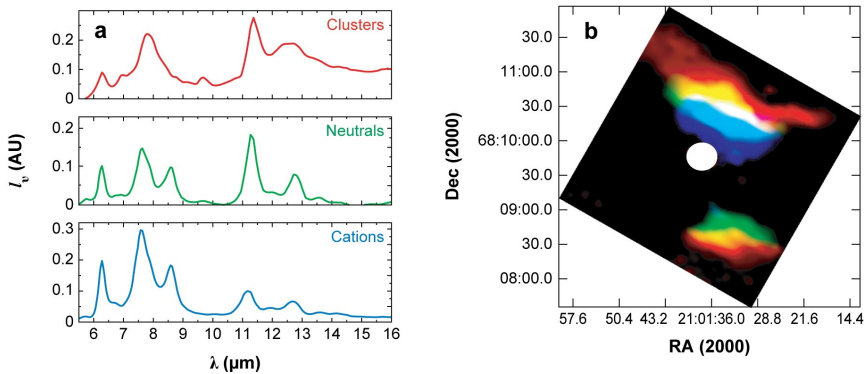 a
Clusters
0.2
0.1
0
Neutrals
0.2
0.1
0
Cations
0.3
0.2
0.1
0
6 7 8 9 10 11 12 13 14 15 16
λ (μm)
I_υ (AU)
b
30.0
11:00.0
30.0
68:10:00.0
30.0
09:00.0
30.0
08:00.0
57.6 50.4 43.2 21:01:36.0 28.8 21.6 14.4
RA (2000)
Dec (2000)